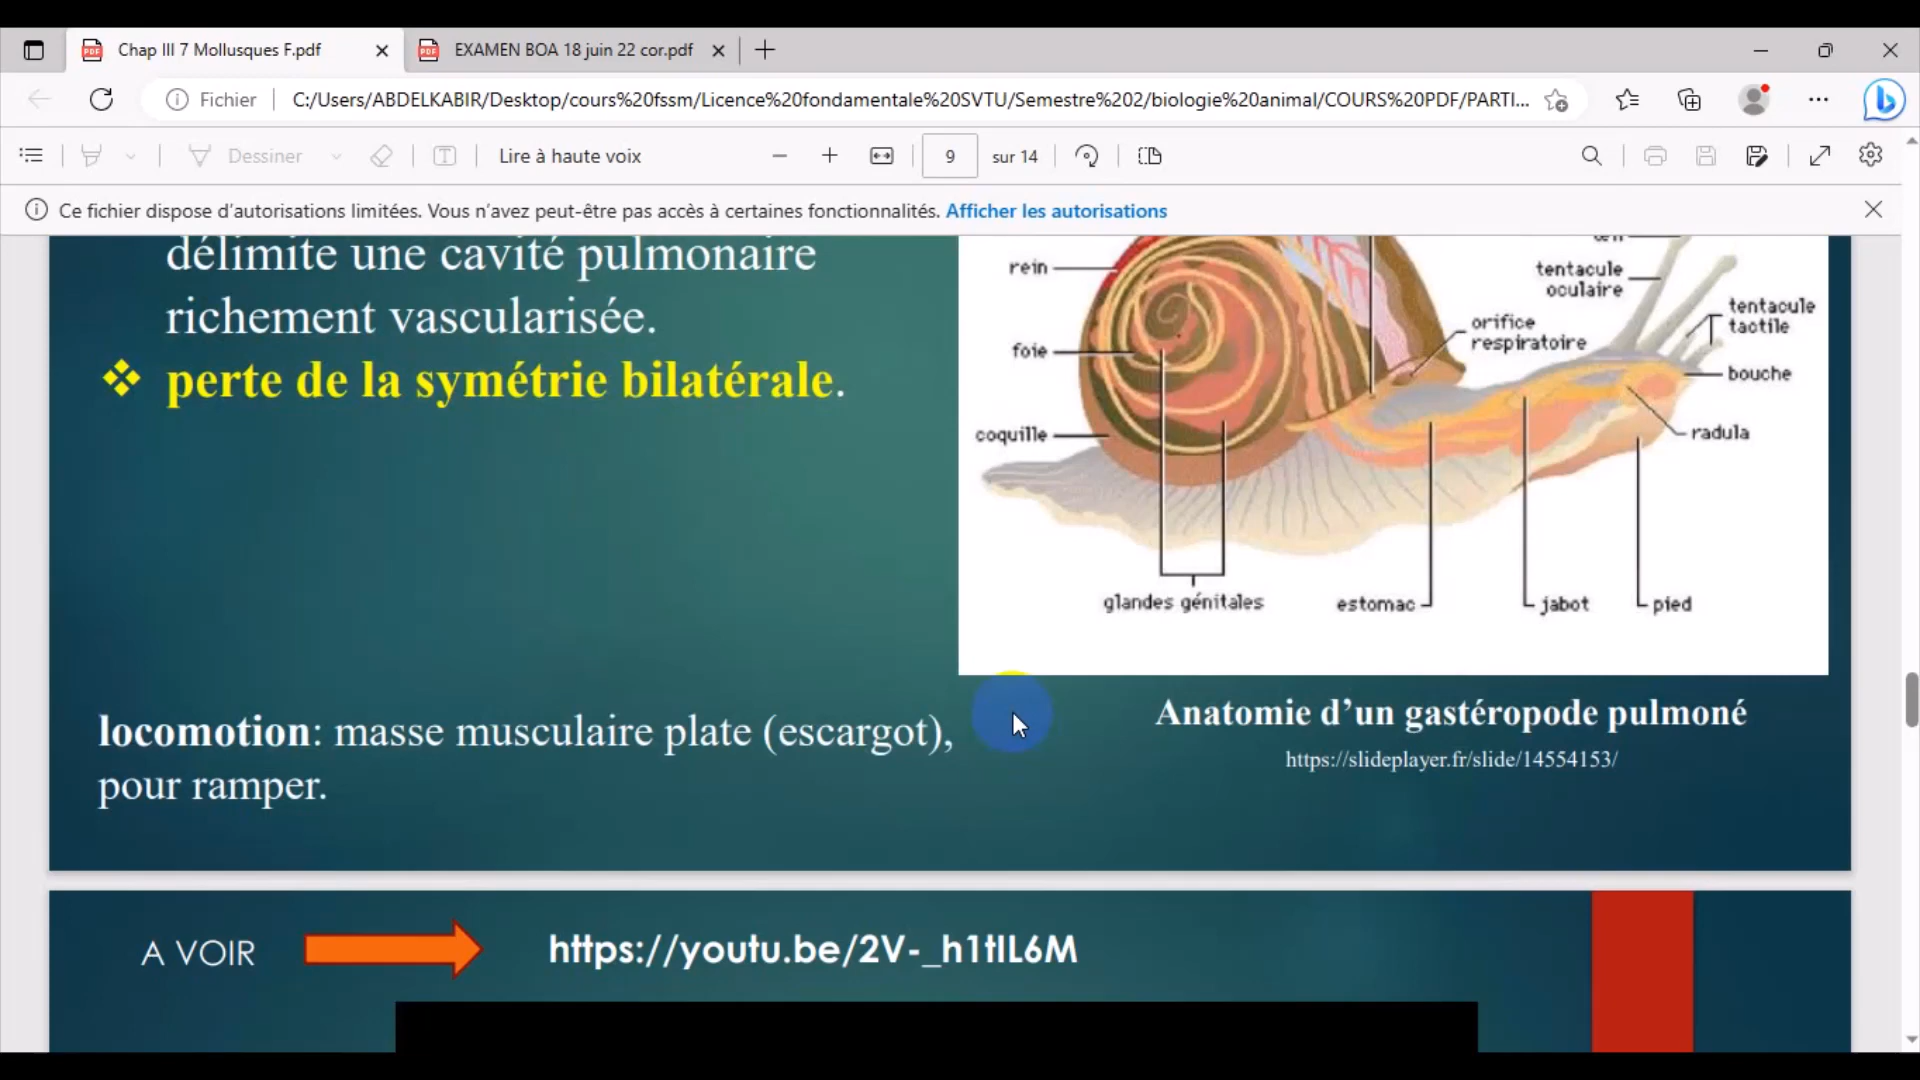 Chap III 7 Mollusques F.pdf
EXAMEN BOA 18 juin 22 cor.pdf
Fichier
C:/Users/ABDELKABIR/Desktop/cours%20fssm/Licence%20fondamentale%20SVTU/Semestre%202/biologie%20animal/COURS%20PDF/PARTI...
Dessiner
Lire à haute voix
9 sur 14
Ce fichier dispose d'autorisations limitées. Vous n'avez peut-être pas accès à certaines fonctionnalités. Afficher les autorisations
délimite une cavité pulmonaire
richement vascularisée.
❖ perte de la symétrie bilatérale.
rein
foie
coquille
glandes génitales
estomac
jabot
pied
radula
bouche
tentacule
tactile
tentacule
oculaire
orifice
respiratoire
Anatomie d'un gastéropode pulmoné
https://slideplayer.fr/slide/14554153/
locomotion: masse musculaire plate (escargot),
pour ramper.
A VOIR
https://youtu.be/2V-_h1tIL6M